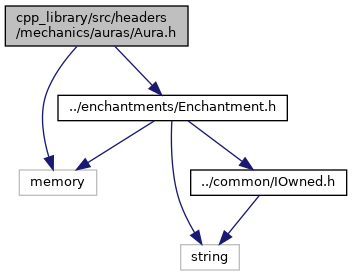 cpp_library/src/headers
/mechanics/auras/Aura.h
../enchantments/Enchantment.h
memory
../common/IOwned.h
string